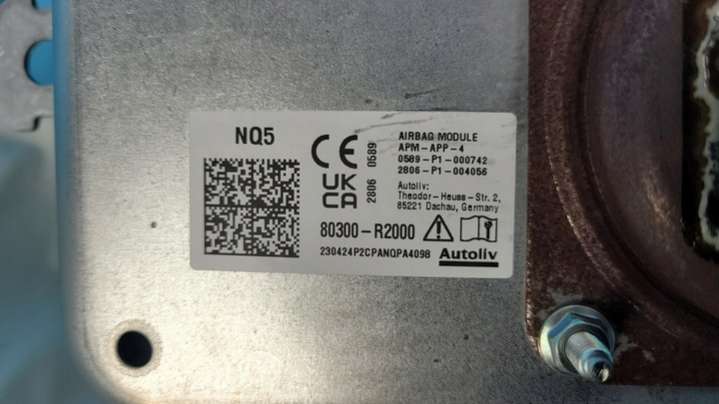 NQ5
CE
0589
UK
CA
2806
AIRBAG MODULE
APM-APP-4
0589-P1-000742
2806-P1-004056
Autoliv:
Theodor-Heuss-Str. 2,
85221 Dachau, Germany
80300-R2000
230424P2CPANQPA4098
Autoliv